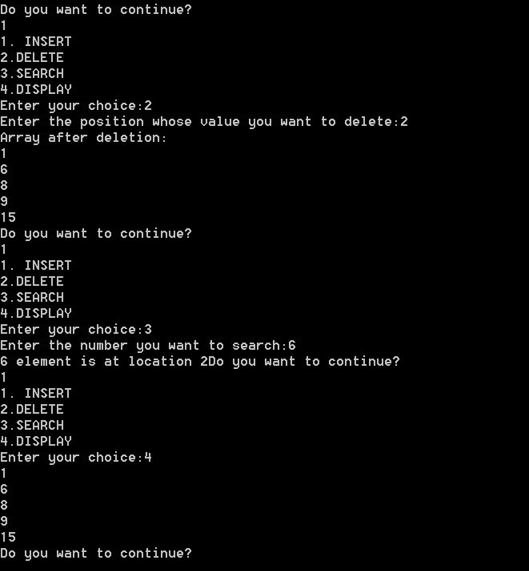 Do you want to continue?
1
1. INSERT
2.DELETE
3.SEARCH
4.DISPLAY
Enter your choice:2
Enter the position whose value you want to delete:2
Array after deletion:
1
6
8
9
15
Do you want to continue?
1
1. INSERT
2.DELETE
3.SEARCH
4.DISPLAY
Enter your choice:3
Enter the number you want to search:6
6 element is at location 2Do you want to continue?
1
1. INSERT
2.DELETE
3.SEARCH
4.DISPLAY
Enter your choice:4
1
6
8
9
15
Do you want to continue?